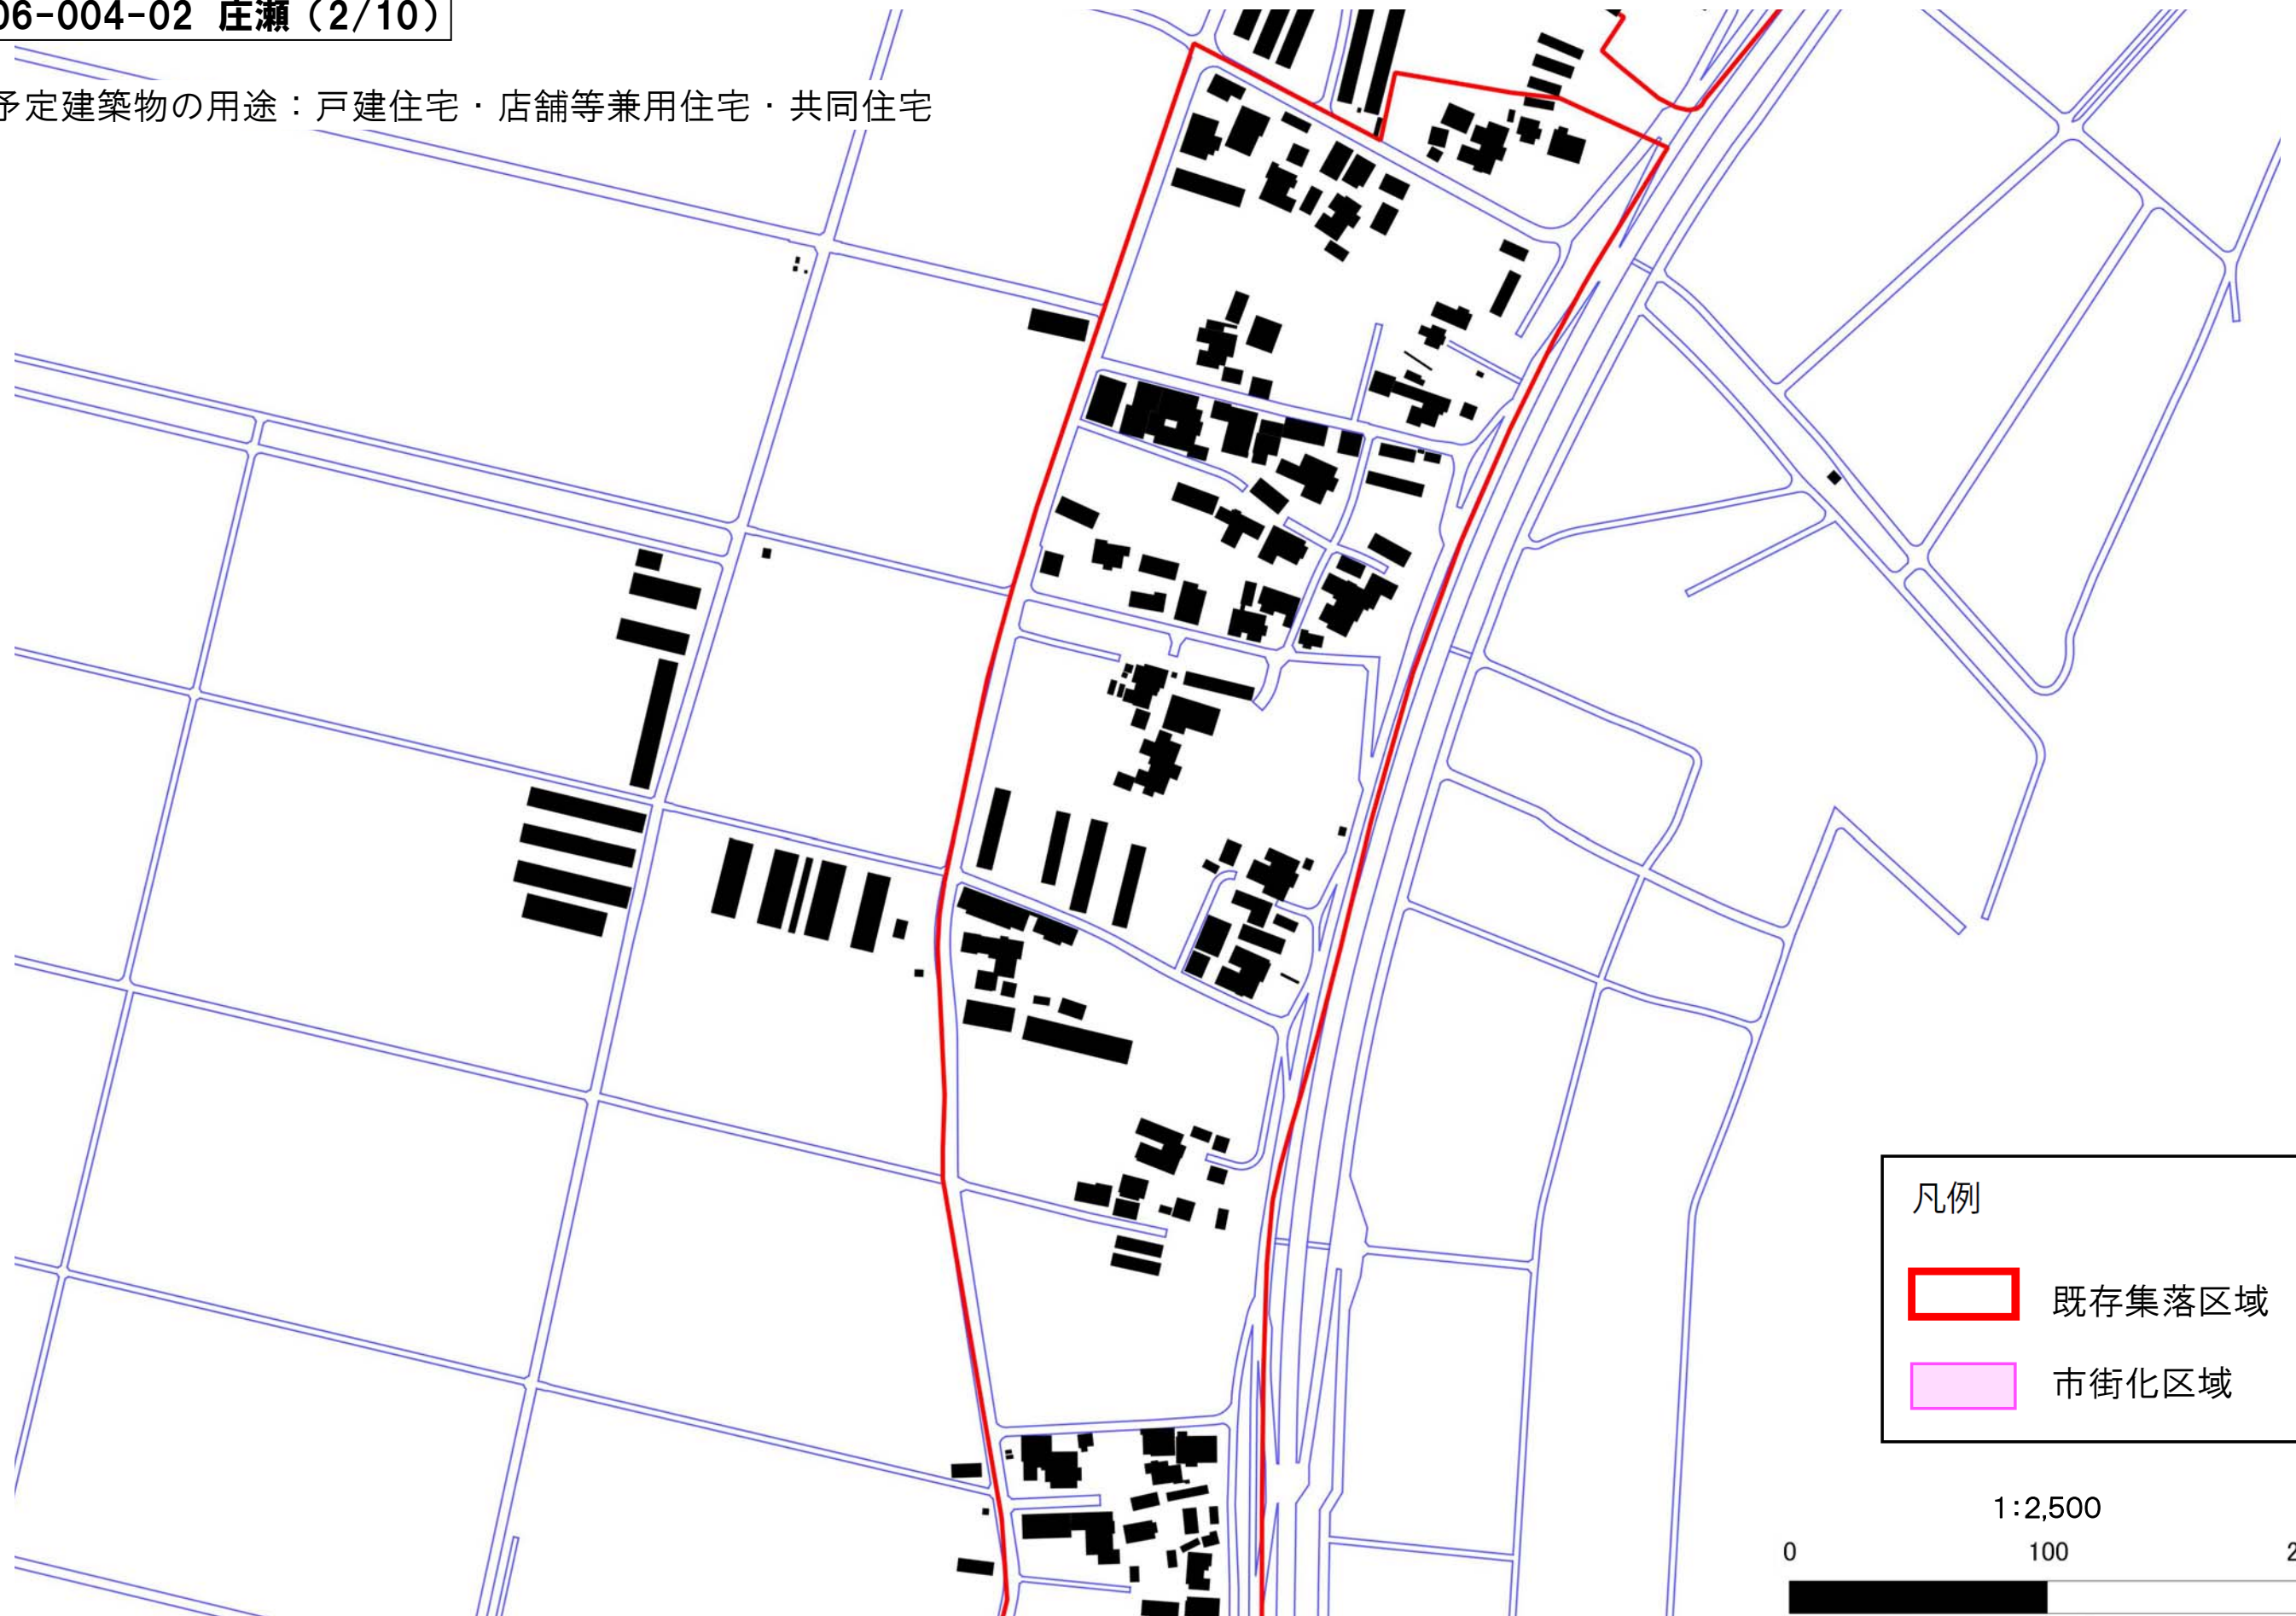 06-004-02 庄瀬（2/10）
予定建築物の用途：戸建住宅・店舗等兼用住宅・共同住宅
凡例
既存集落区域
市街化区域
1:2,500
0 100